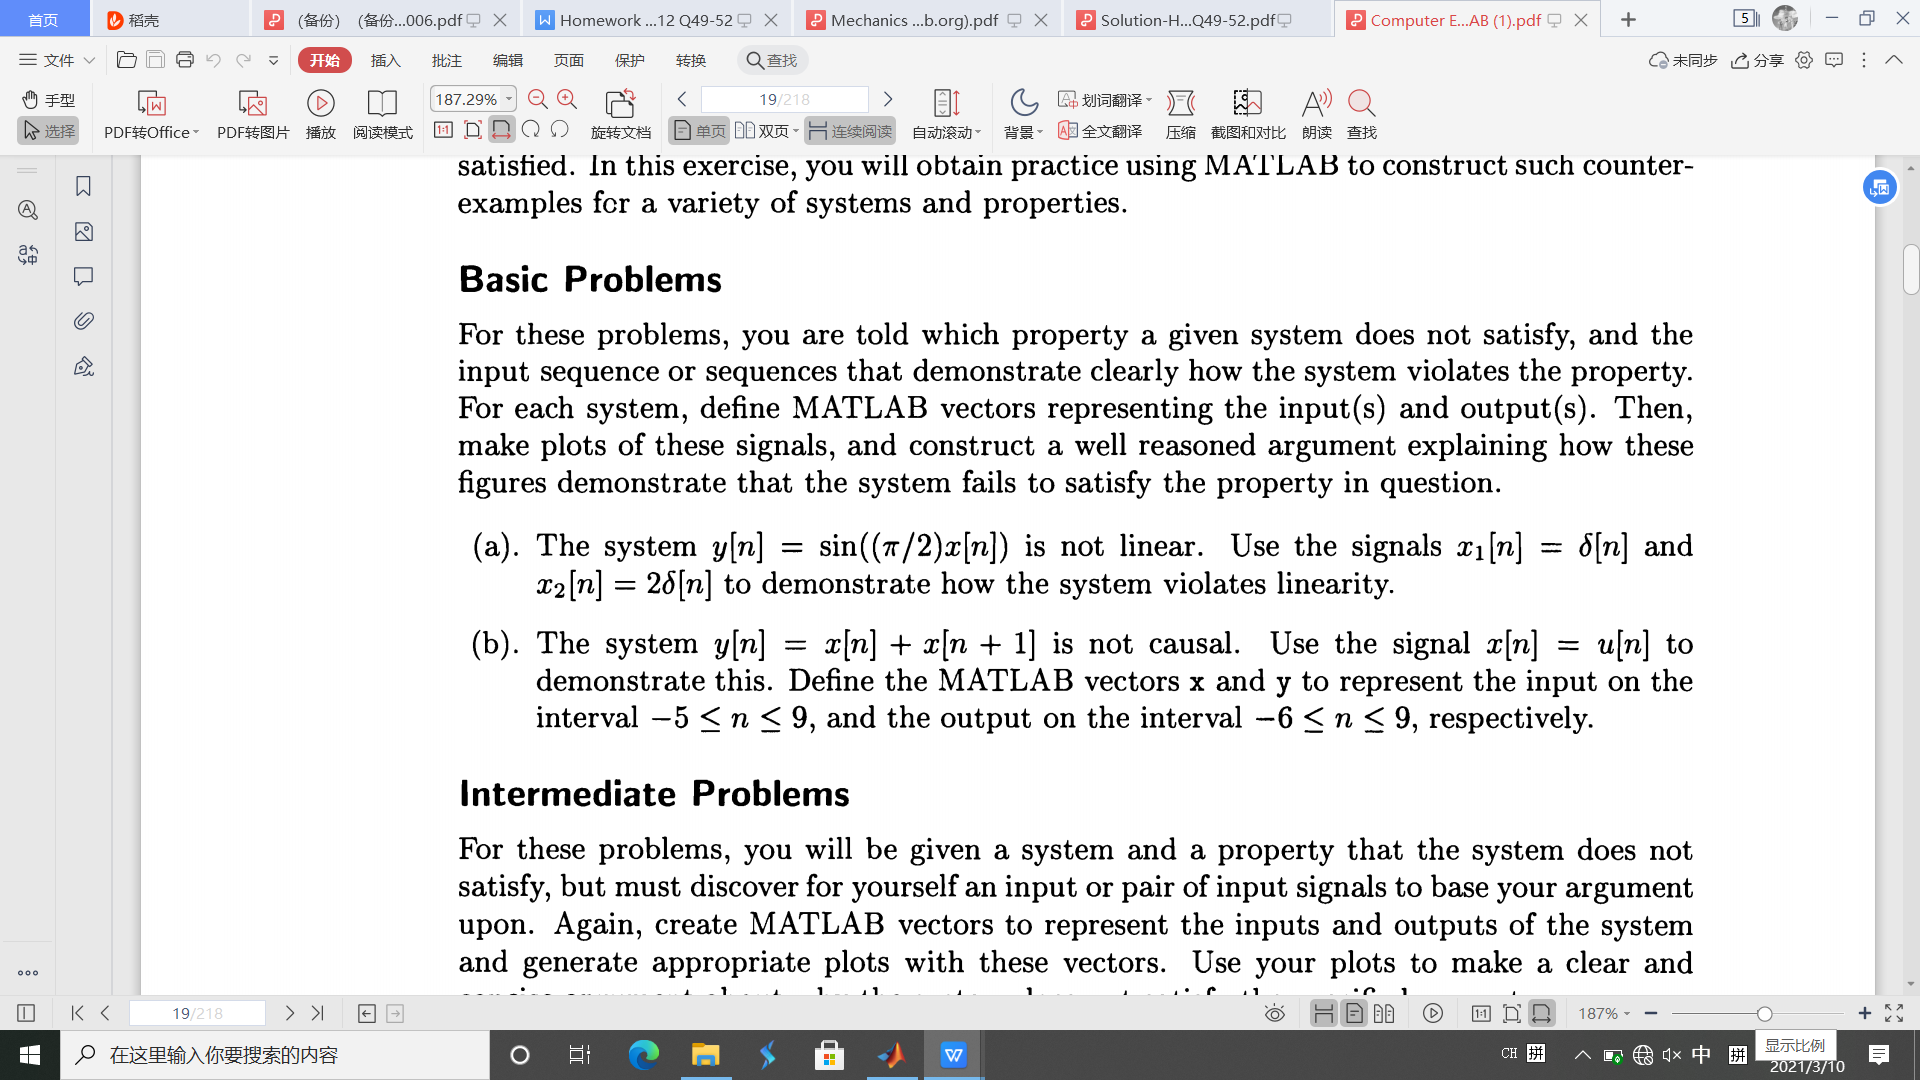 首页
稻壳
(备份) (备份...006.pdf
Homework ...12 Q49-52
Mechanics ...b.org).pdf
Solution-H...Q49-52.pdf
Computer E...AB (1).pdf
5
文件
开始
插入
批注
编辑
页面
保护
转换
查找
未同步
分享
手型
选择
PDF转Office
PDF转图片
播放
阅读模式
187.29%
旋转文档
19/218
单页
双页
连续阅读
自动滚动
背景
划词翻译
全文翻译
压缩
截图和对比
朗读
查找
satisfied. In this exercise, you will obtain practice using MATLAB to construct such counter-
examples for a variety of systems and properties.
Basic Problems
For these problems, you are told which property a given system does not satisfy, and the
input sequence or sequences that demonstrate clearly how the system violates the property.
For each system, define MATLAB vectors representing the input(s) and output(s). Then,
make plots of these signals, and construct a well reasoned argument explaining how these
figures demonstrate that the system fails to satisfy the property in question.
(a). The system y[n] = sin((π/2)x[n]) is not linear. Use the signals x₁[n] = δ[n] and
x₂[n] = 2δ[n] to demonstrate how the system violates linearity.
(b). The system y[n] = x[n] + x[n + 1] is not causal. Use the signal x[n] = u[n] to
demonstrate this. Define the MATLAB vectors x and y to represent the input on the
interval −5 ≤ n ≤ 9, and the output on the interval −6 ≤ n ≤ 9, respectively.
Intermediate Problems
For these problems, you will be given a system and a property that the system does not
satisfy, but must discover for yourself an input or pair of input signals to base your argument
upon. Again, create MATLAB vectors to represent the inputs and outputs of the system
and generate appropriate plots with these vectors. Use your plots to make a clear and
19/218
187%
在这里输入你要搜索的内容
CH 拼
中
拼
显示比例
2021/3/10